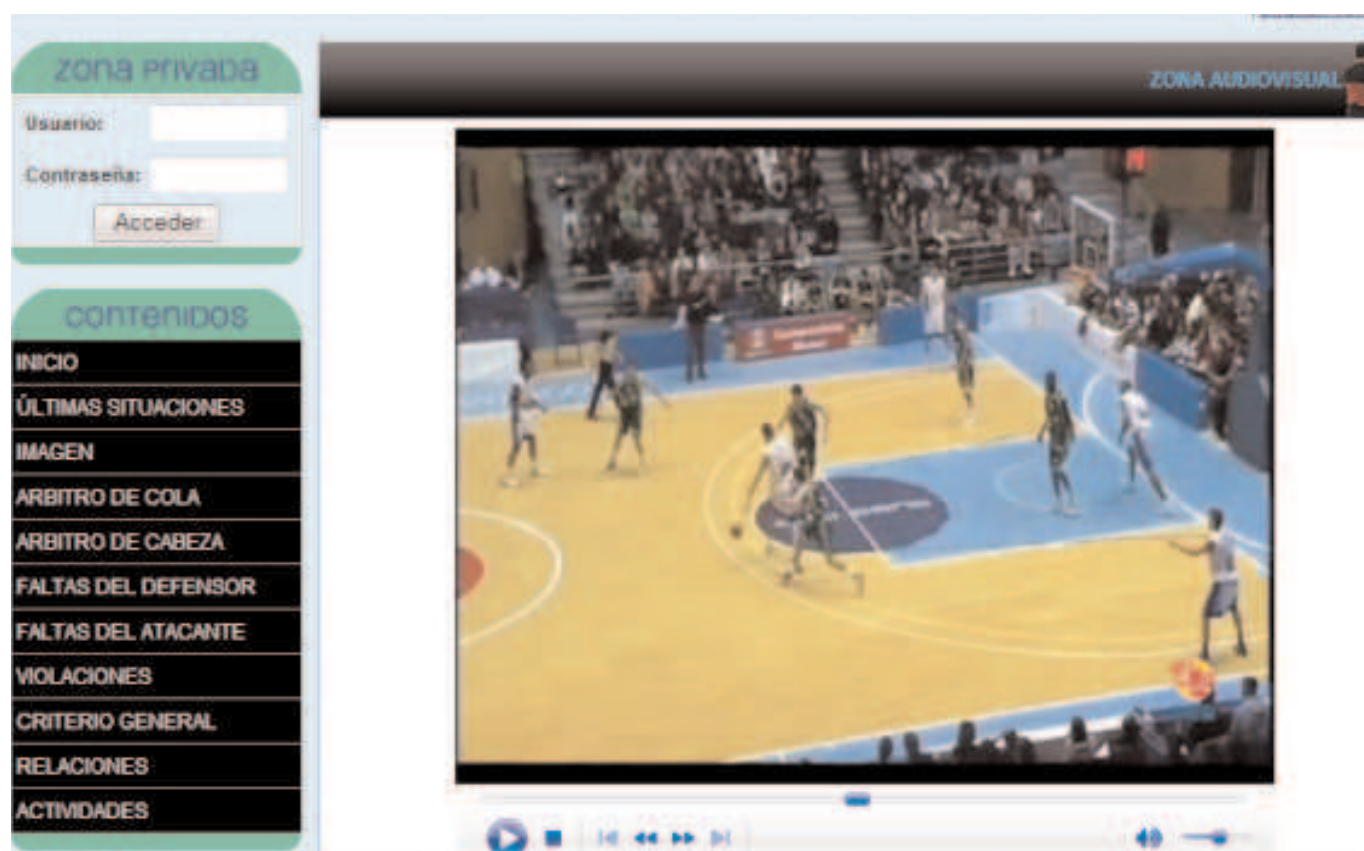 zona privada
Usuario:
Contraseña:
Acceder
contenidos
INICIO
ÚLTIMAS SITUACIONES
IMAGEN
ARBITRO DE COLA
ARBITRO DE CABEZA
FALTAS DEL DEFENSOR
FALTAS DEL ATACANTE
VIOLACIONES
CRITERIO GENERAL
RELACIONES
ACTIVIDADES
ZONA AUDIOVISUAL